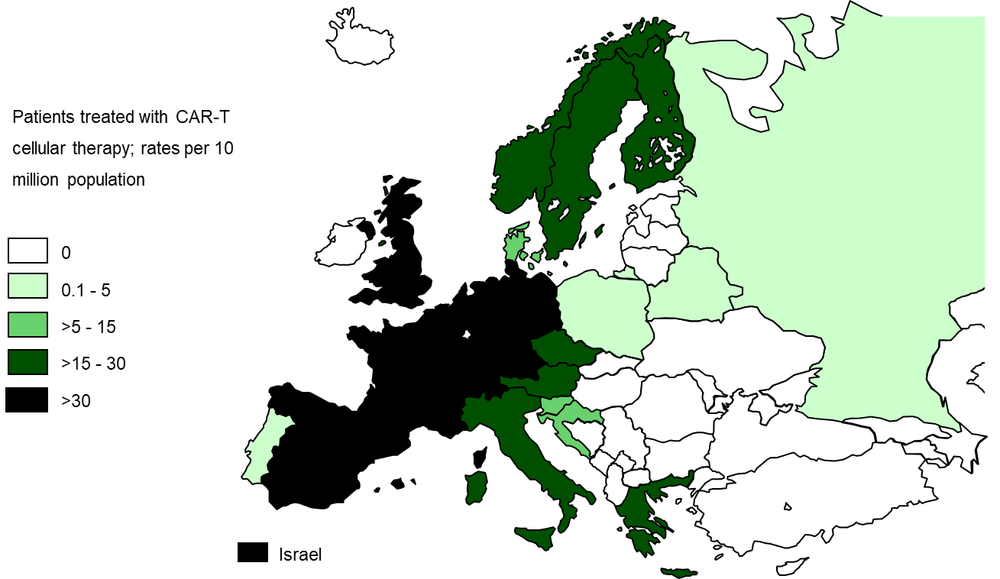 Patients treated with CAR-T
cellular therapy; rates per 10
million population
0
0.1 - 5
>5 - 15
>15 - 30
>30
Israel